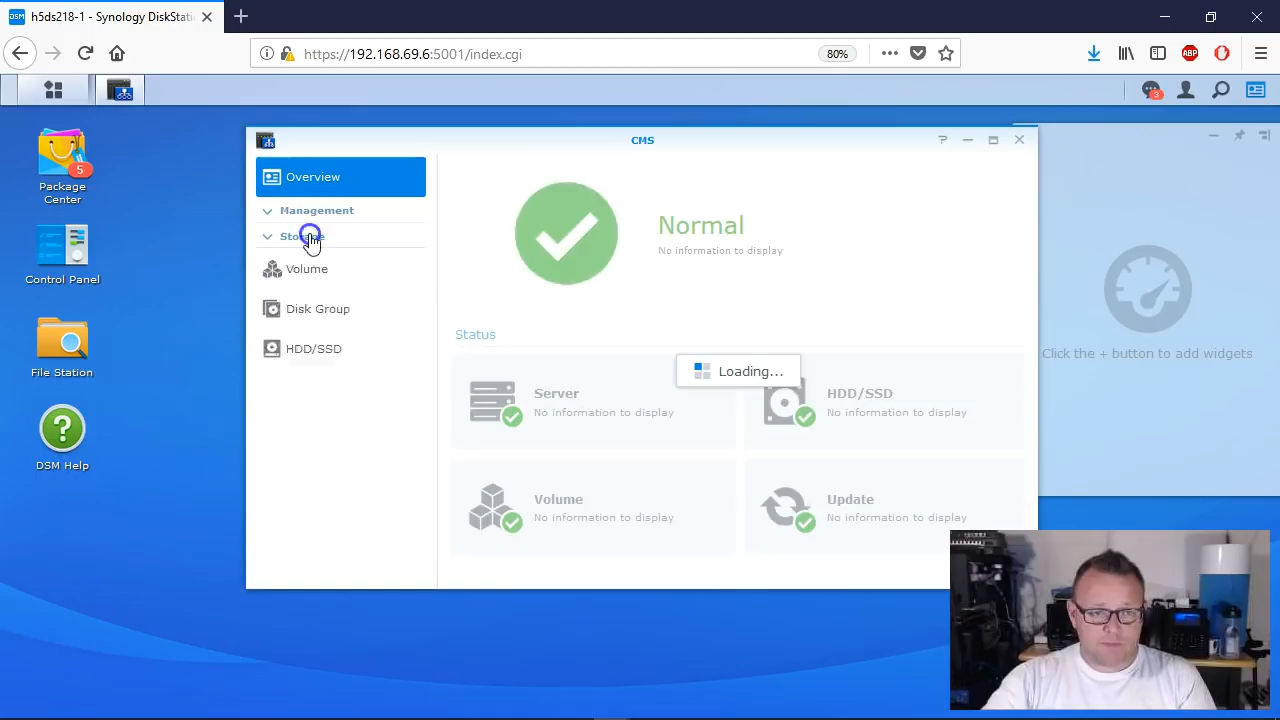 h5ds218-1 - Synology DiskStati
https://192.168.69.6:5001/index.cgi
80%
ABP
3
CMS
5
Package
Center
Control Panel
File Station
DSM Help
Overview
Management
Storage
Volume
Disk Group
HDD/SSD
Normal
No information to display
Status
Loading...
Server
No information to display
HDD/SSD
No information to display
Volume
No information to display
Update
No information to display
Click the + button to add widgets